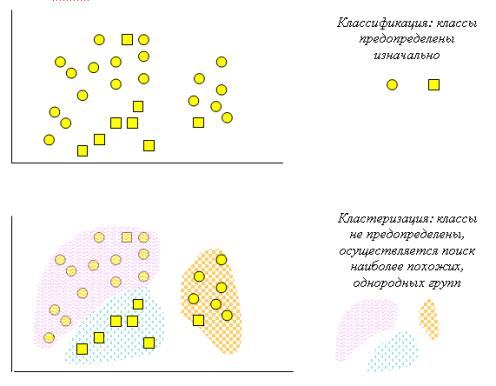 Классификация: классы
предопределены
изначально
Кластеризация: классы
не предопределены,
осуществляется поиск
наиболее похожих,
однородных групп